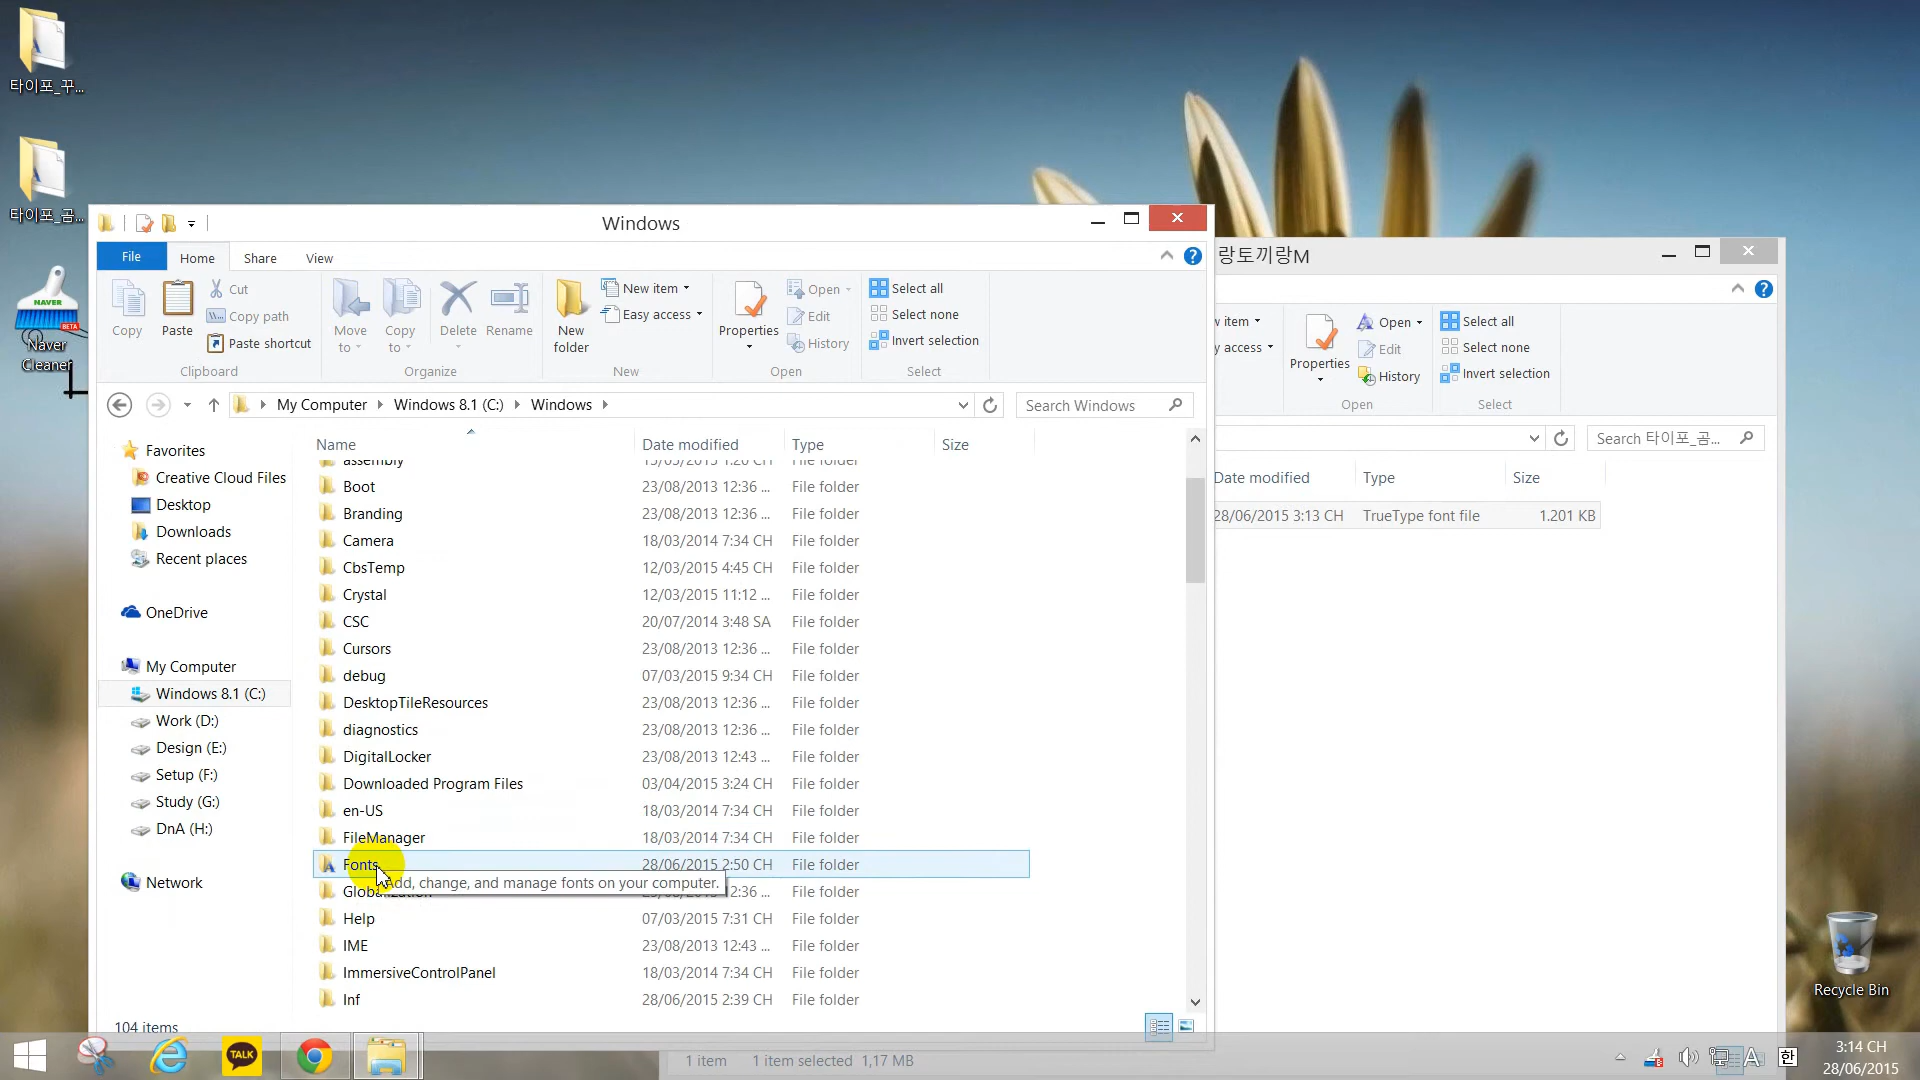 타이포_꾸...
타이포_곰...
NAVER
BETA
Naver
Cleaner
Windows
File
Home
Share
View
Copy
Paste
Cut
Copy path
Paste shortcut
Clipboard
Move
to
Copy
to
Delete
Rename
Organize
New
folder
New item
Easy access
New
Properties
Open
Edit
History
Open
Select all
Select none
Invert selection
Select
My Computer
Windows 8.1 (C:)
Windows
Search Windows
Favorites
Creative Cloud Files
Desktop
Downloads
Recent places
OneDrive
My Computer
Windows 8.1 (C:)
Work (D:)
Design (E:)
Setup (F:)
Study (G:)
DnA (H:)
Network
Name Date modified Type Size
assembly File folder
Boot 23/08/2013 12:36 ... File folder
Branding 23/08/2013 12:36 ... File folder
Camera 18/03/2014 7:34 CH File folder
CbsTemp 12/03/2015 4:45 CH File folder
Crystal 12/03/2015 11:12 ... File folder
CSC 20/07/2014 3:48 SA File folder
Cursors 23/08/2013 12:36 ... File folder
debug 07/03/2015 9:34 CH File folder
DesktopTileResources 23/08/2013 12:36 ... File folder
diagnostics 23/08/2013 12:36 ... File folder
DigitalLocker 23/08/2013 12:43 ... File folder
Downloaded Program Files 03/04/2015 3:24 CH File folder
en-US 18/03/2014 7:34 CH File folder
FileManager 18/03/2014 7:34 CH File folder
Fonts 28/06/2015 2:50 CH File folder
Add, change, and manage fonts on your computer.
Globalization 12:36 ... File folder
Help 07/03/2015 7:31 CH File folder
IME 23/08/2013 12:43 ... File folder
ImmersiveControlPanel 18/03/2014 7:34 CH File folder
Inf 28/06/2015 2:39 CH File folder
104 items
랑토끼랑M
item
access
Properties
Open
Edit
History
Open
Select all
Select none
Invert selection
Select
Search 타이포_곰...
Date modified Type Size
28/06/2015 3:13 CH TrueType font file 1.201 KB
1 item 1 item selected 1,17 MB
Recycle Bin
TALK
A
한
3:14 CH
28/06/2015